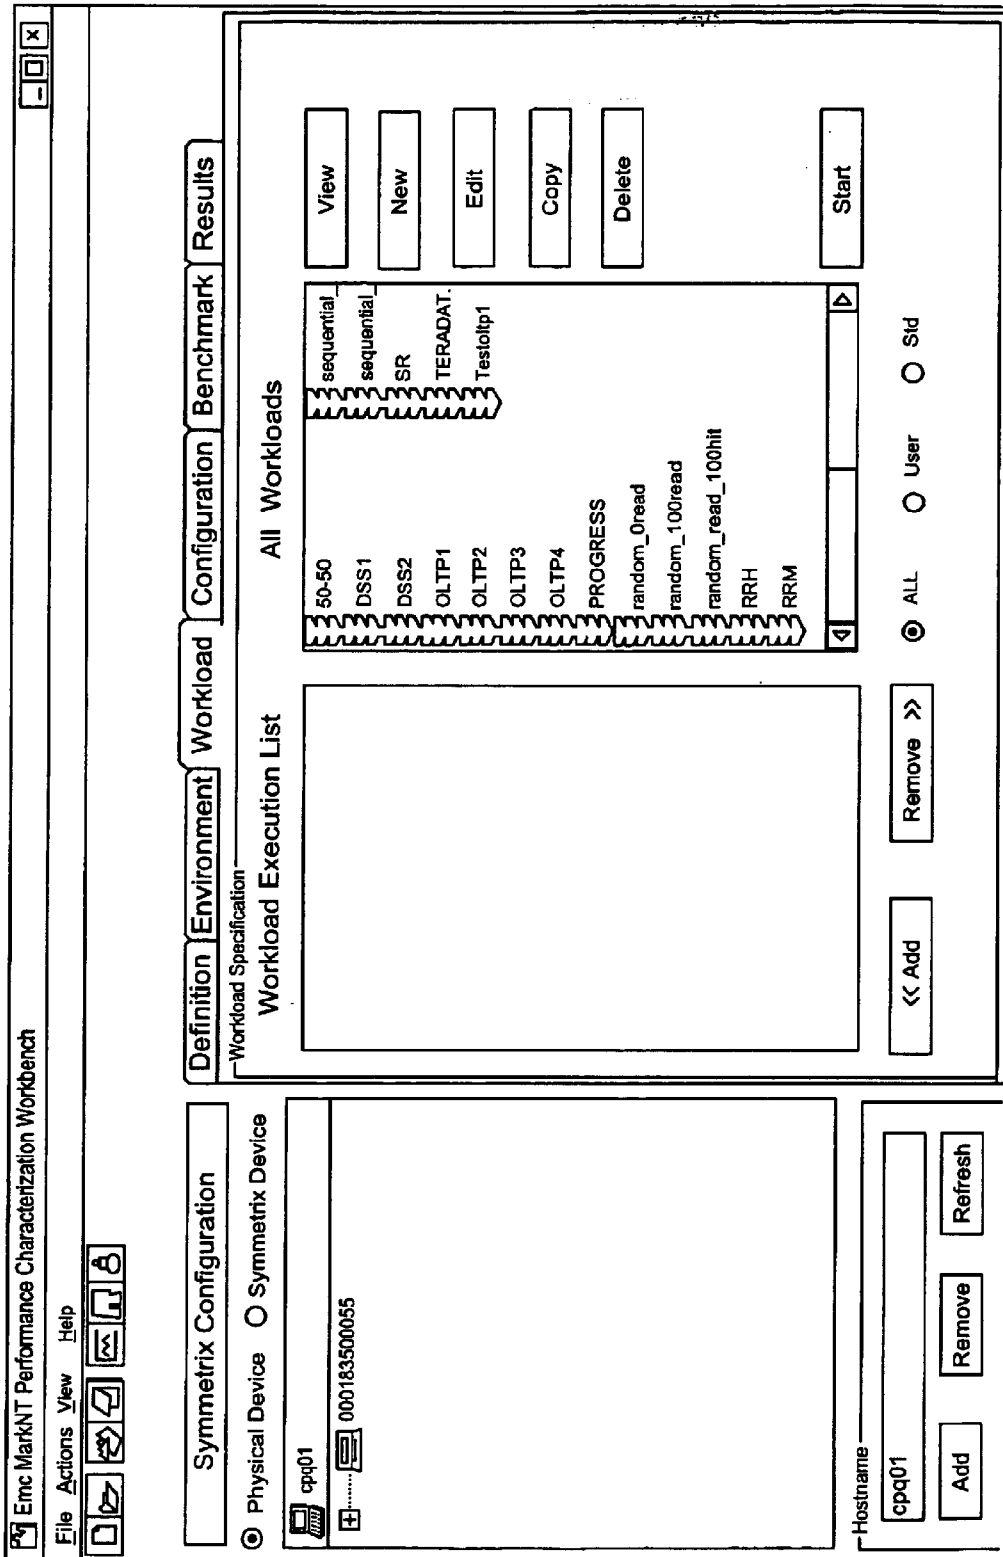 Emc MarkNT Performance Characterization Workbench
File Actions View Help
Symmetrix Configuration
Physical Device Symmetrix Device
cpq01
000183500055
Hostname
cpq01
Add Remove Refresh
Definition Environment Workload Configuration Benchmark Results
Workload Specification
Workload Execution List
All Workloads
50-50
DSS1
DSS2
OLTP1
OLTP2
OLTP3
OLTP4
PROGRESS
random_0read
random_100read
random_read_100hit
RRH
RRM
sequential_
sequential_
SR
TERADAT.
Testoltp1
View
New
Edit
Copy
Delete
Start
<< Add Remove >>
ALL User Std